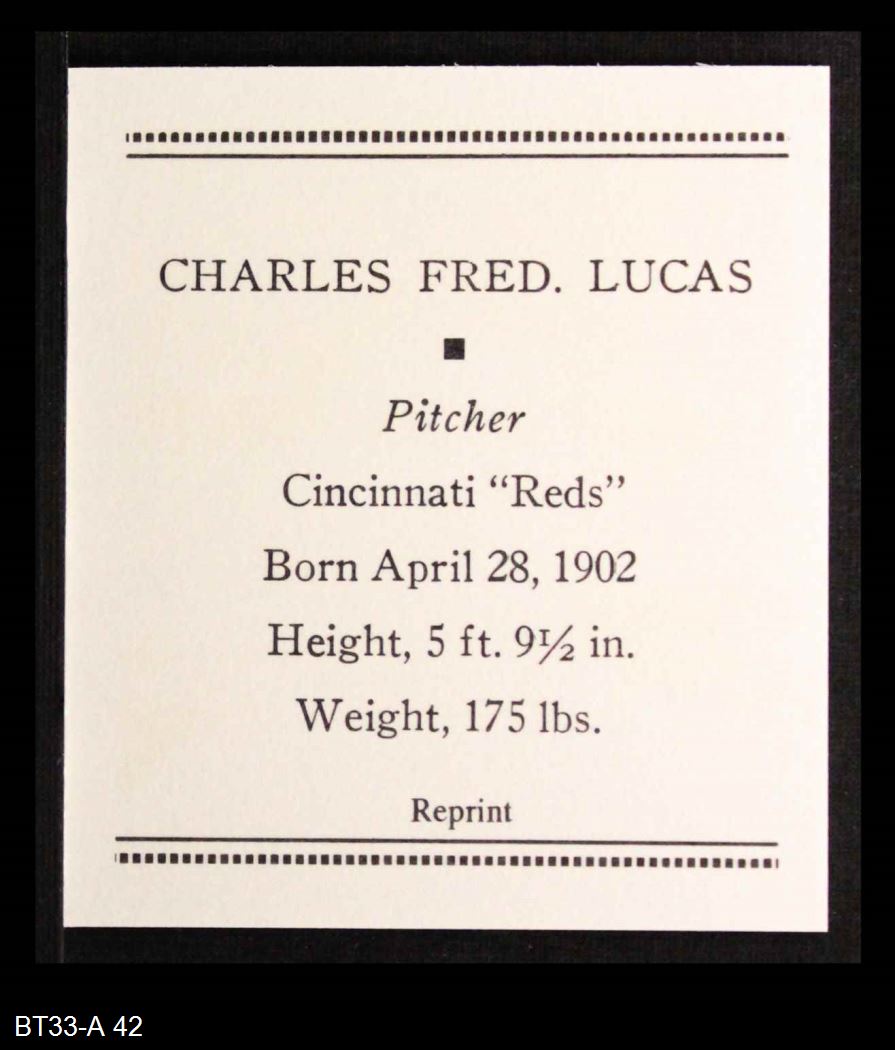 CHARLES FRED. LUCAS
Pitcher
Cincinnati “Reds”
Born April 28, 1902
Height, 5 ft. 9½ in.
Weight, 175 lbs.
Reprint
BT33-A 42